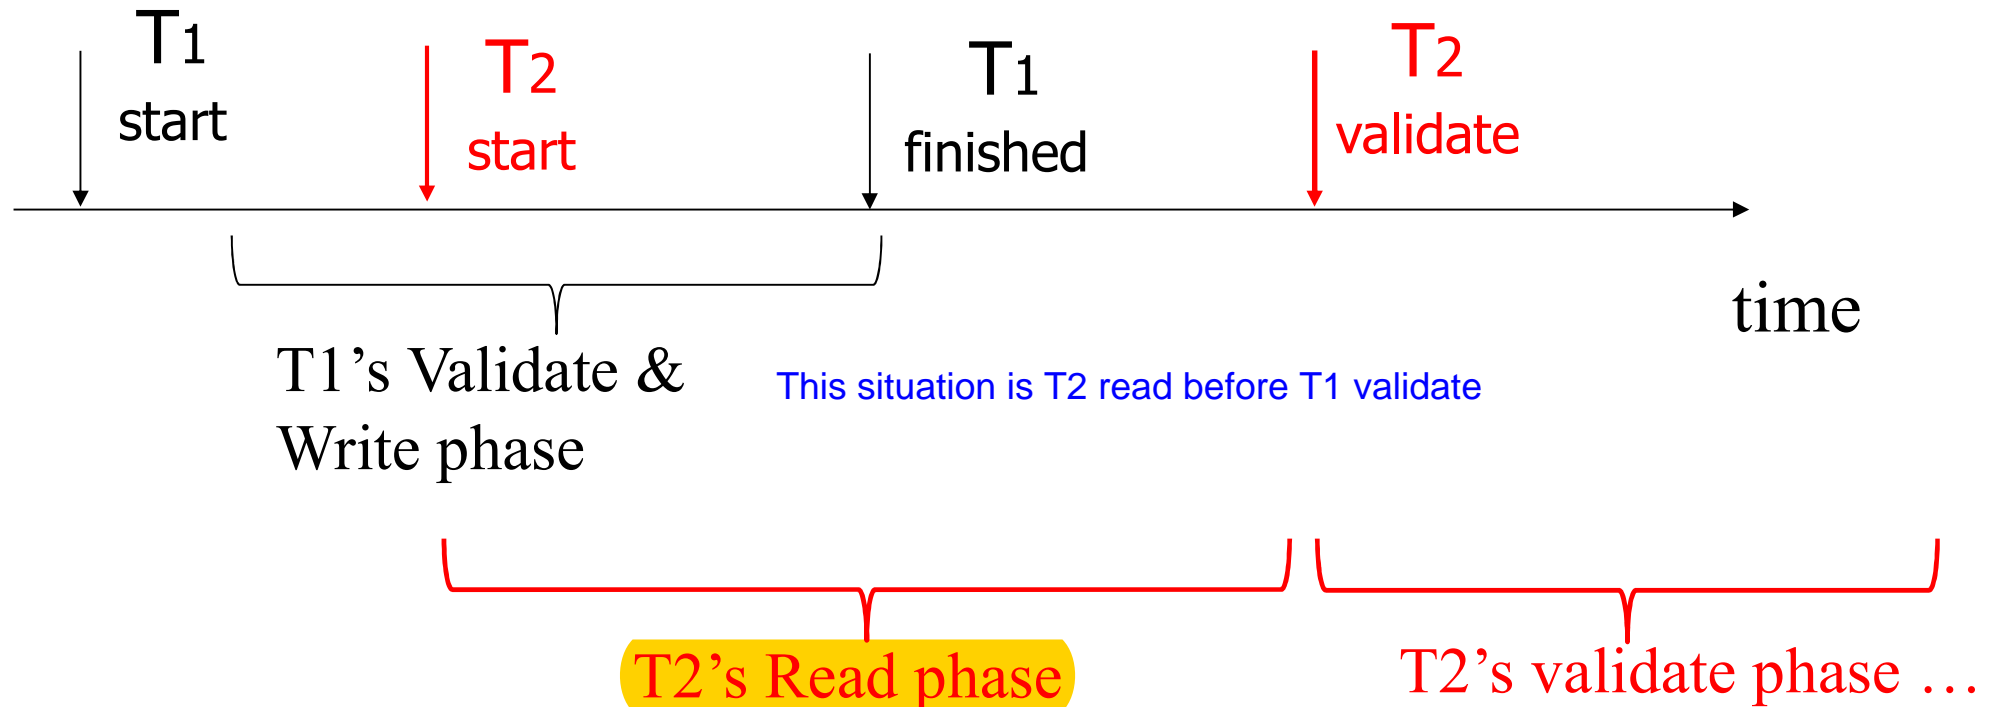 T1
start
T2
start
T1
finished
T2
validate
time
T1’s Validate &
Write phase
This situation is T2 read before T1 validate
T2’s Read phase
T2’s validate phase …